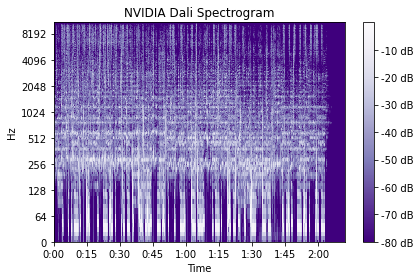 NVIDIA Dali Spectrogram
8192
4096
2048
1024
512
256
128
64
0
Hz
0:00 0:15 0:30 0:45 1:00 1:15 1:30 1:45 2:00
Time
-10 dB
-20 dB
-30 dB
-40 dB
-50 dB
-60 dB
-70 dB
-80 dB